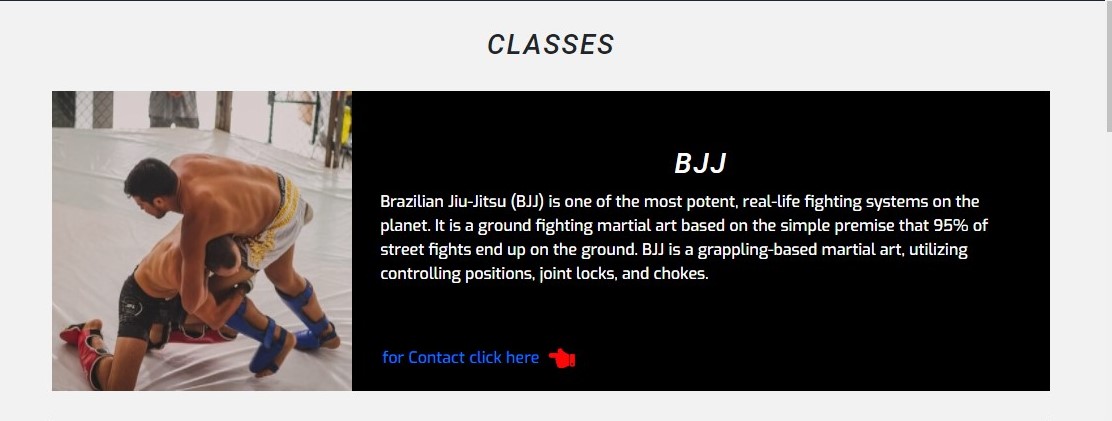 CLASSES
BJJ
Brazilian Jiu-Jitsu (BJJ) is one of the most potent, real-life fighting systems on the
planet. It is a ground fighting martial art based on the simple premise that 95% of
street fights end up on the ground. BJJ is a grappling-based martial art, utilizing
controlling positions, joint locks, and chokes.
for Contact click here